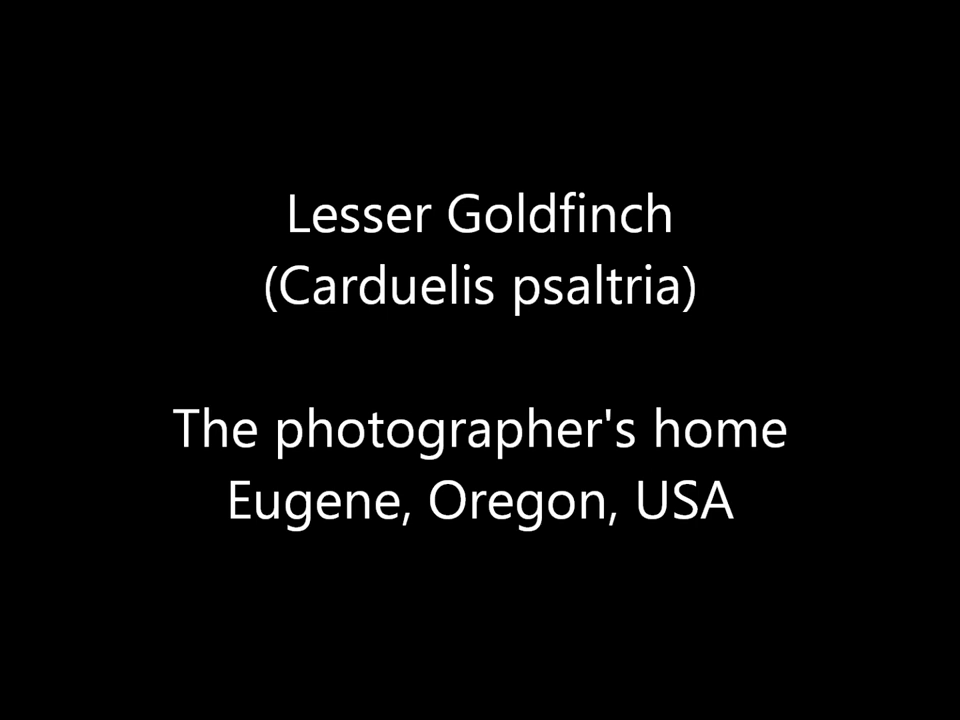 Lesser Goldfinch
(Carduelis psaltria)
The photographer's home
Eugene, Oregon, USA